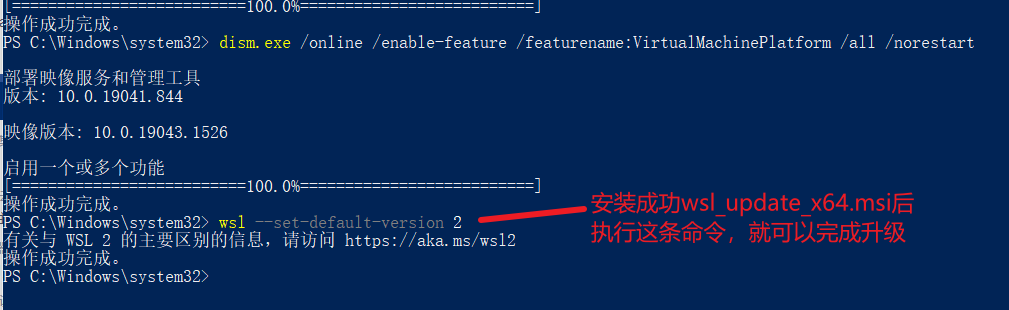 [==========================100.0%==========================]
操作成功完成。
PS C:\Windows\system32> dism.exe /online /enable-feature /featurename:VirtualMachinePlatform /all /norestart
部署映像服务和管理工具
版本: 10.0.19041.844
映像版本: 10.0.19043.1526
启用一个或多个功能
[==========================100.0%==========================]
操作成功完成。
PS C:\Windows\system32> wsl --set-default-version 2
有关与 WSL 2 的主要区别的信息，请访问 https://aka.ms/wsl2
操作成功完成。
PS C:\Windows\system32>
安装成功wsl_update_x64.msi后
执行这条命令，就可以完成升级